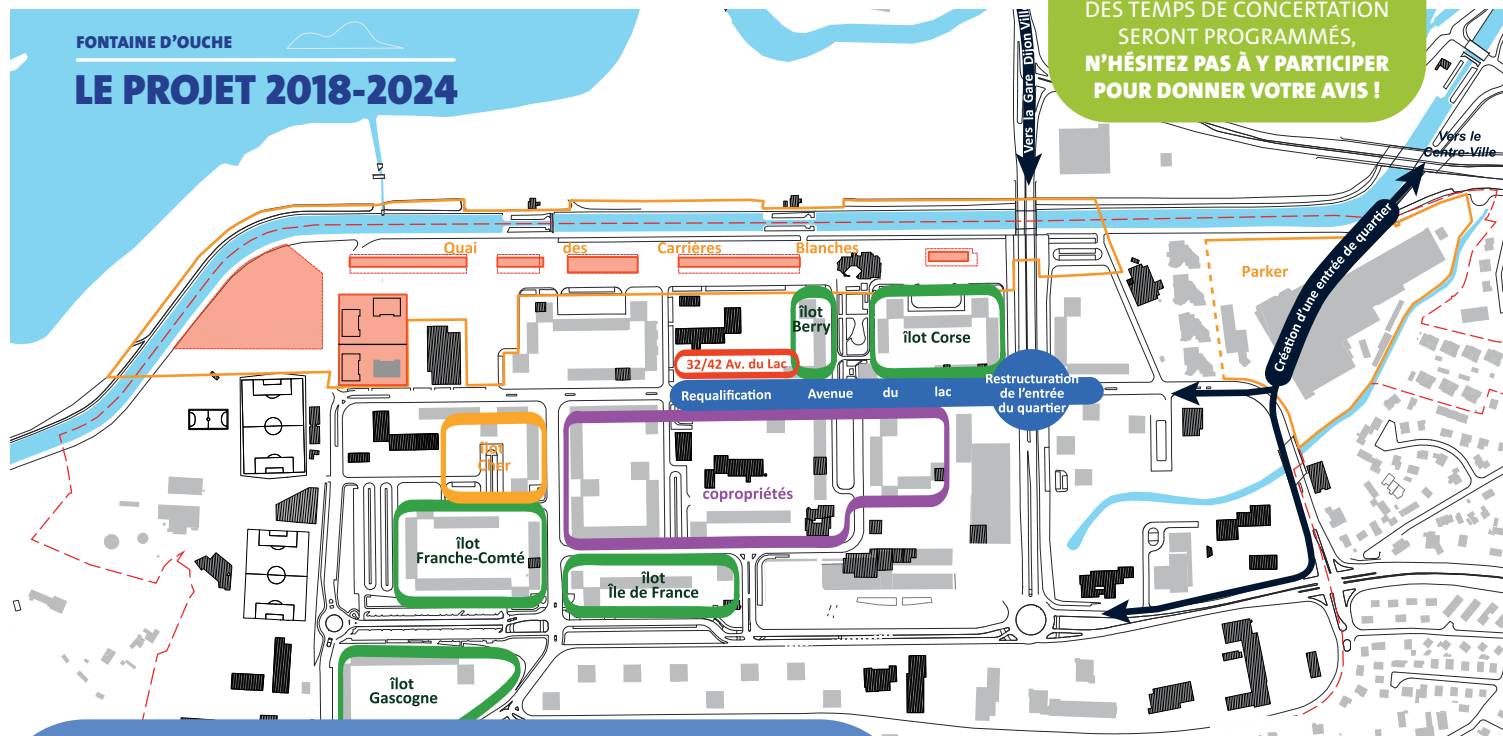 FONTAINE D'OUCHE
LE PROJET 2018-2024
DES TEMPS DE CONCERTATION
SERONT PROGRAMMÉS,
N'HÉSITEZ PAS À Y PARTICIPER
POUR DONNER VOTRE AVIS !
Vers la Gare Dijon Ville
Vers le
Centre-Ville
Création d'une entrée de quartier
Quai des Carrières Blanches
Parker
îlot
Berry
îlot Corse
32/42 Av. du Lac
Requalification Avenue du lac
Restructuration
de l'entrée
du quartier
îlot
Cher
copropriétés
îlot
Franche-Comté
îlot
Île de France
îlot
Gascogne